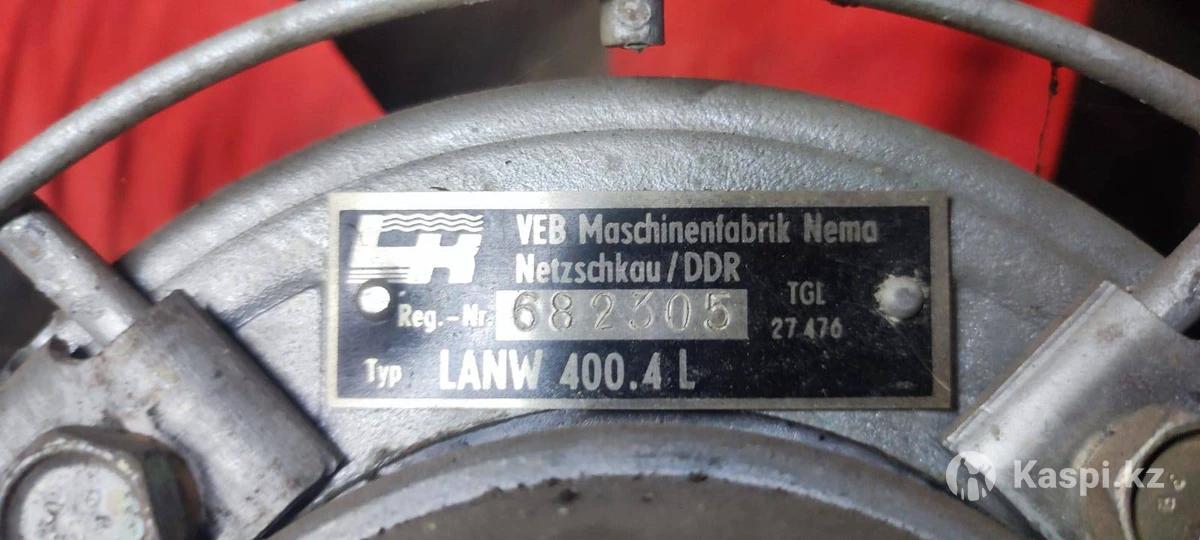 VEB Maschinenfabrik Nema
Netzschkau/DDR
Reg.-Nr. 682305
TGL
27 476
Typ LANW 400.4 L
Kaspi.kz